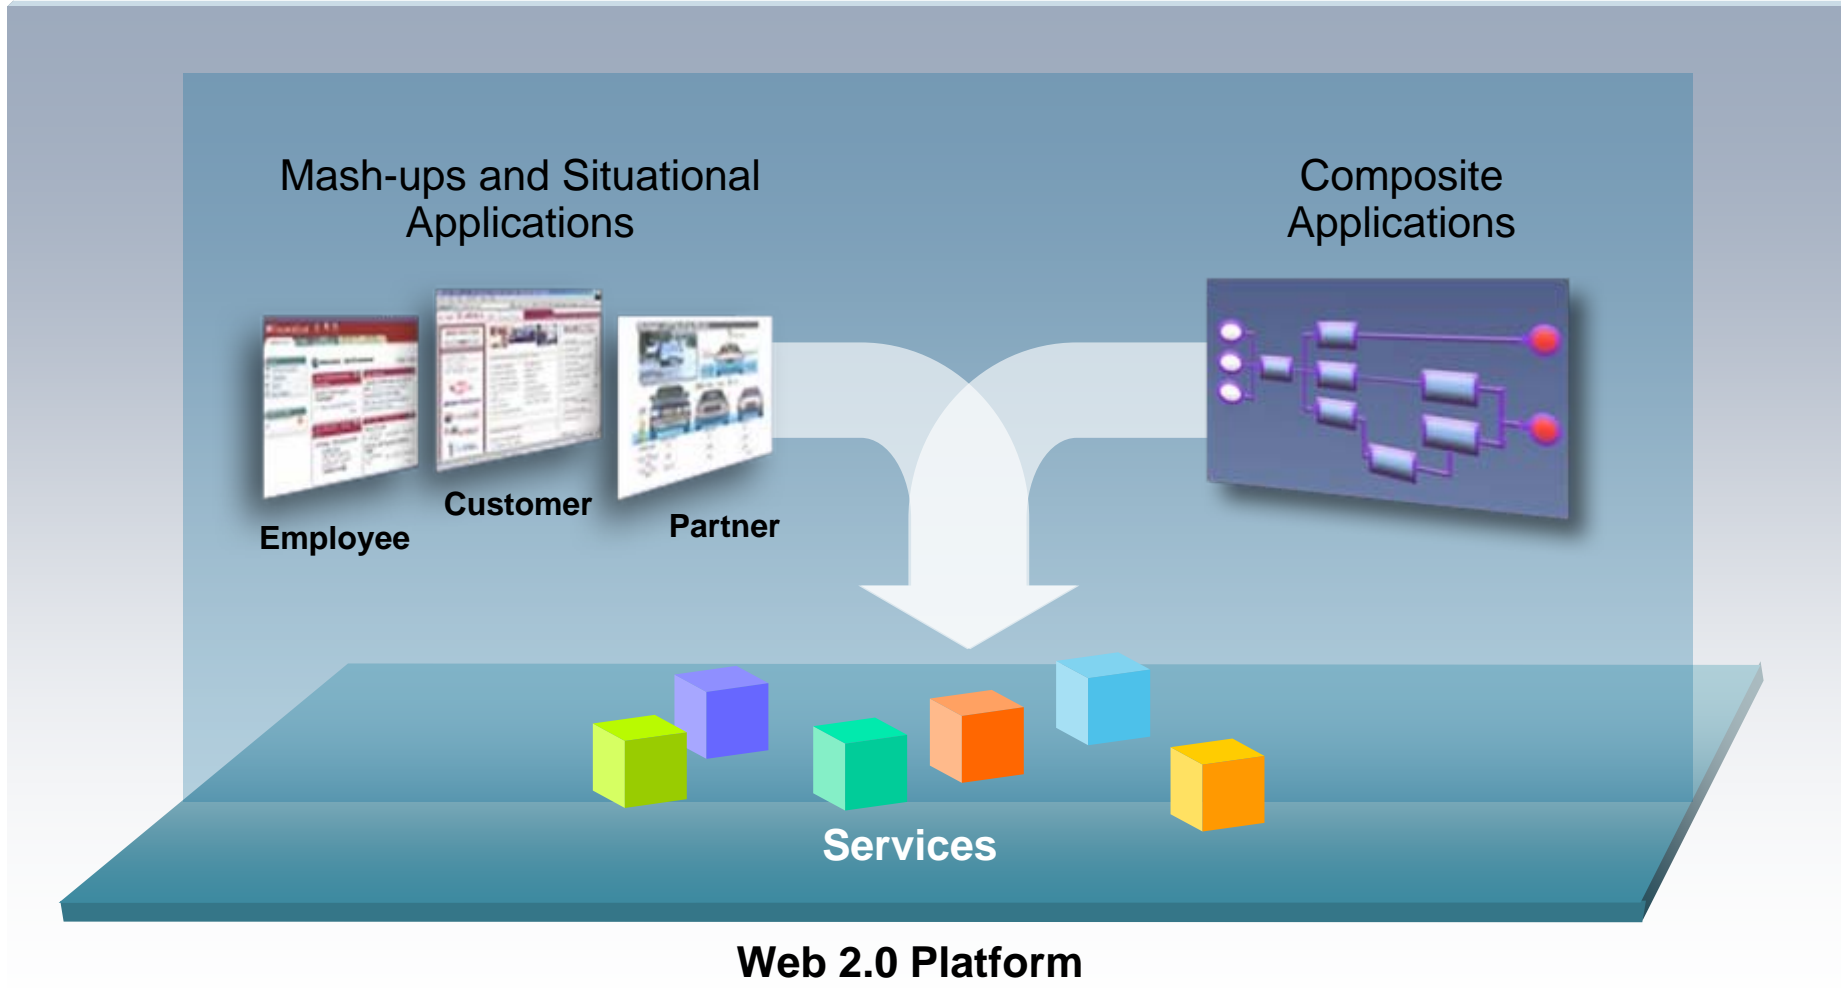 Mash-ups and Situational
Applications
Composite
Applications
Employee
Customer
Partner
Services
Web 2.0 Platform